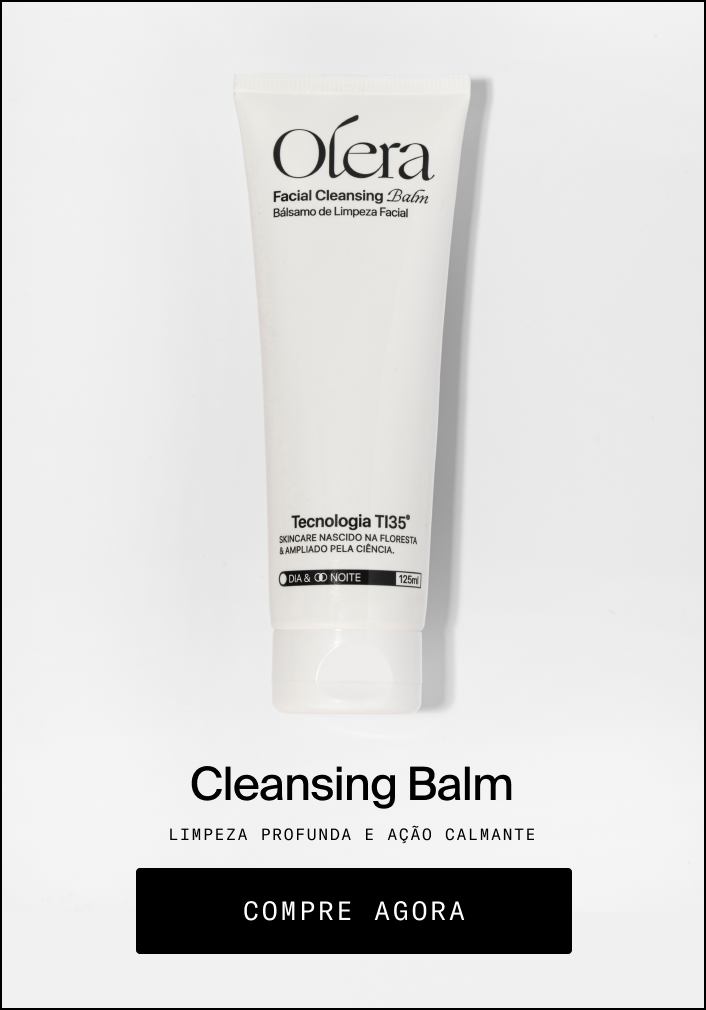 Olera
Facial Cleansing Balm
Bálsamo de Limpeza Facial
Tecnologia TI35®
SKINCARE NASCIDO NA FLORESTA
& AMPLIADO PELA CIÊNCIA.
DIA & NOITE 125ml
Cleansing Balm
LIMPEZA PROFUNDA E AÇÃO CALMANTE
COMPRE AGORA